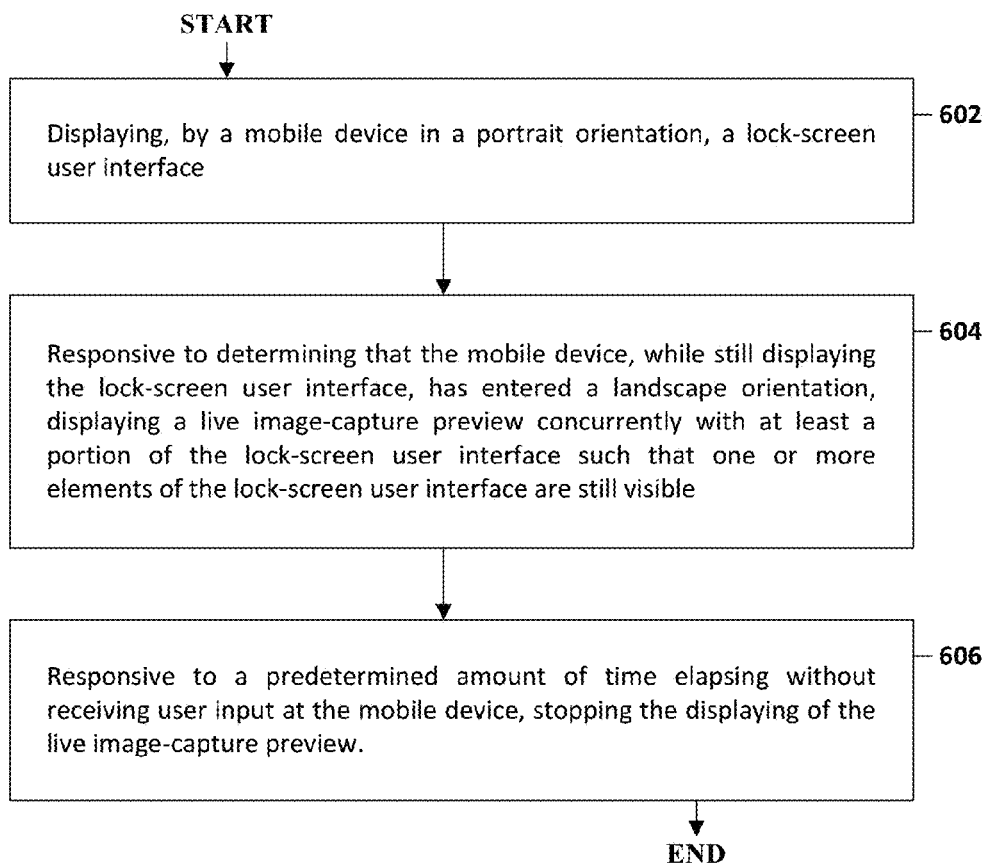 START
602
Displaying, by a mobile device in a portrait orientation, a lock-screen
user interface
604
Responsive to determining that the mobile device, while still displaying
the lock-screen user interface, has entered a landscape orientation,
displaying a live image-capture preview concurrently with at least a
portion of the lock-screen user interface such that one or more
elements of the lock-screen user interface are still visible
606
Responsive to a predetermined amount of time elapsing without
receiving user input at the mobile device, stopping the displaying of the
live image-capture preview.
END